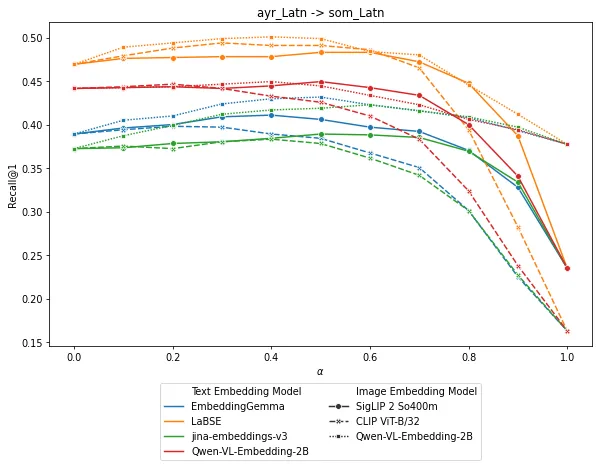 ayr_Latn -> som_Latn
0.50
0.45
0.40
0.35
0.30
0.25
0.20
0.15
Recall@1
0.0 0.2 0.4 0.6 0.8 1.0
α
Text Embedding Model
EmbeddingGemma
LaBSE
jina-embeddings-v3
Qwen-VL-Embedding-2B
Image Embedding Model
SigLIP 2 So400m
CLIP ViT-B/32
Qwen-VL-Embedding-2B